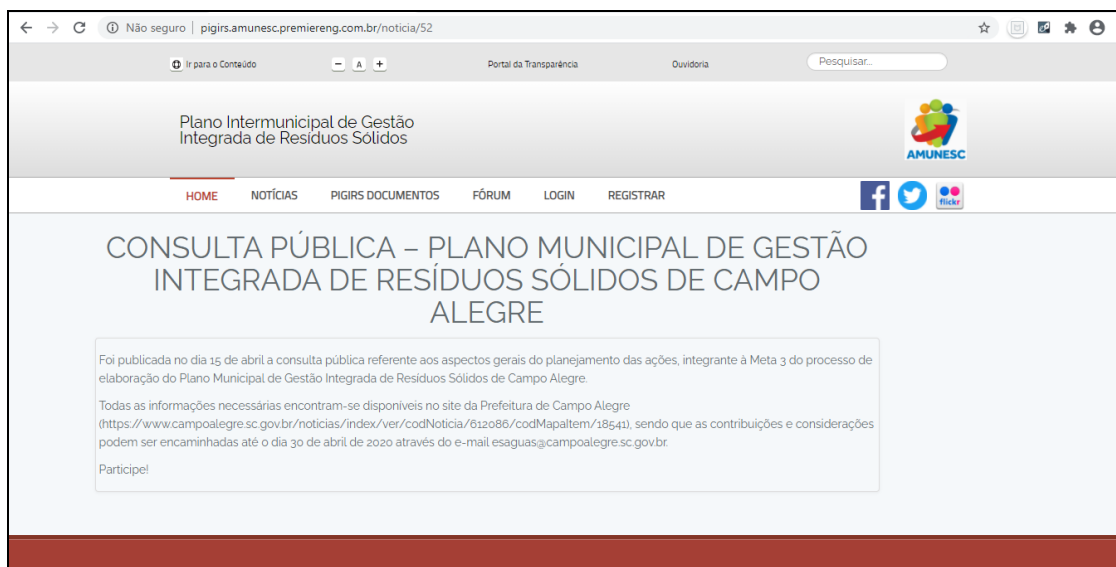 Não seguro | pigirs.amunesc.premiereng.com.br/noticia/52
Ir para o Conteúdo - A + Portal da Transparência Ouvidoria Pesquisar...
Plano Intermunicipal de Gestão
Integrada de Resíduos Sólidos
AMUNESC
HOME NOTÍCIAS PIGIRS DOCUMENTOS FÓRUM LOGIN REGISTRAR
flickr
CONSULTA PÚBLICA – PLANO MUNICIPAL DE GESTÃO
INTEGRADA DE RESÍDUOS SÓLIDOS DE CAMPO
ALEGRE
Foi publicada no dia 15 de abril a consulta pública referente aos aspectos gerais do planejamento das ações, integrante à Meta 3 do processo de
elaboração do Plano Municipal de Gestão Integrada de Resíduos Sólidos de Campo Alegre.
Todas as informações necessárias encontram-se disponíveis no site da Prefeitura de Campo Alegre
(https://www.campoalegre.sc.gov.br/noticias/index/ver/codNoticia/612086/codMapaItem/18541), sendo que as contribuições e considerações
podem ser encaminhadas até o dia 30 de abril de 2020 através do e-mail esaguas@campoalegre.sc.gov.br.
Participe!